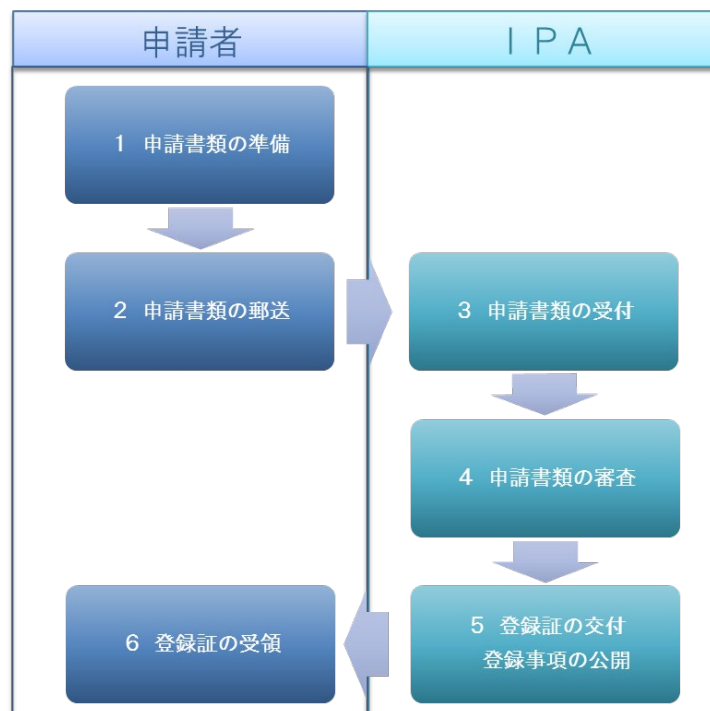 申請者
ＩＰＡ
１ 申請書類の準備
２ 申請書類の郵送
３ 申請書類の受付
４ 申請書類の審査
５ 登録証の交付
登録事項の公開
６ 登録証の受領